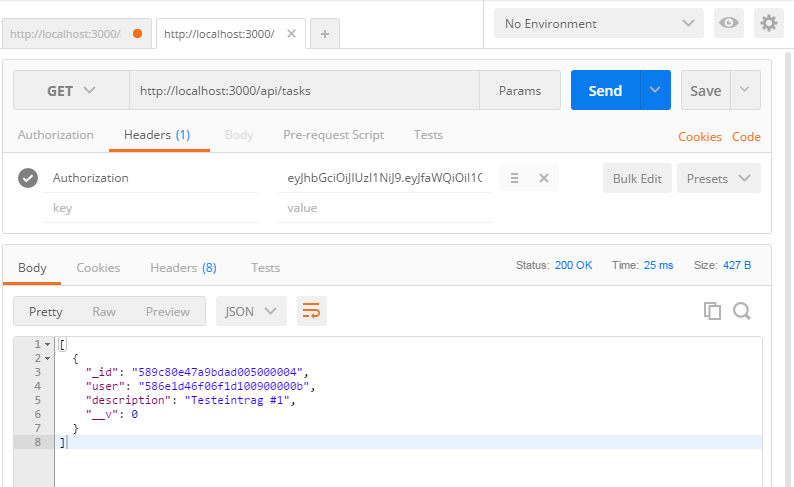 http://localhost:3000/ http://localhost:3000/ No Environment
GET http://localhost:3000/api/tasks Params Send Save
Authorization Headers (1) Body Pre-request Script Tests Cookies Code
Authorization Bulk Edit Presets
key value
Body Cookies Headers (8) Tests Status: 200 OK Time: 25 ms Size: 427 B
Pretty Raw Preview JSON
1 [
2 {
3 "_id": "589c80e47a9bdad005000004",
4 "user": "586e1d46f06f1d100900000b",
5 "description": "Testeintrag #1",
6 "__v": 0
7 }
8 ]